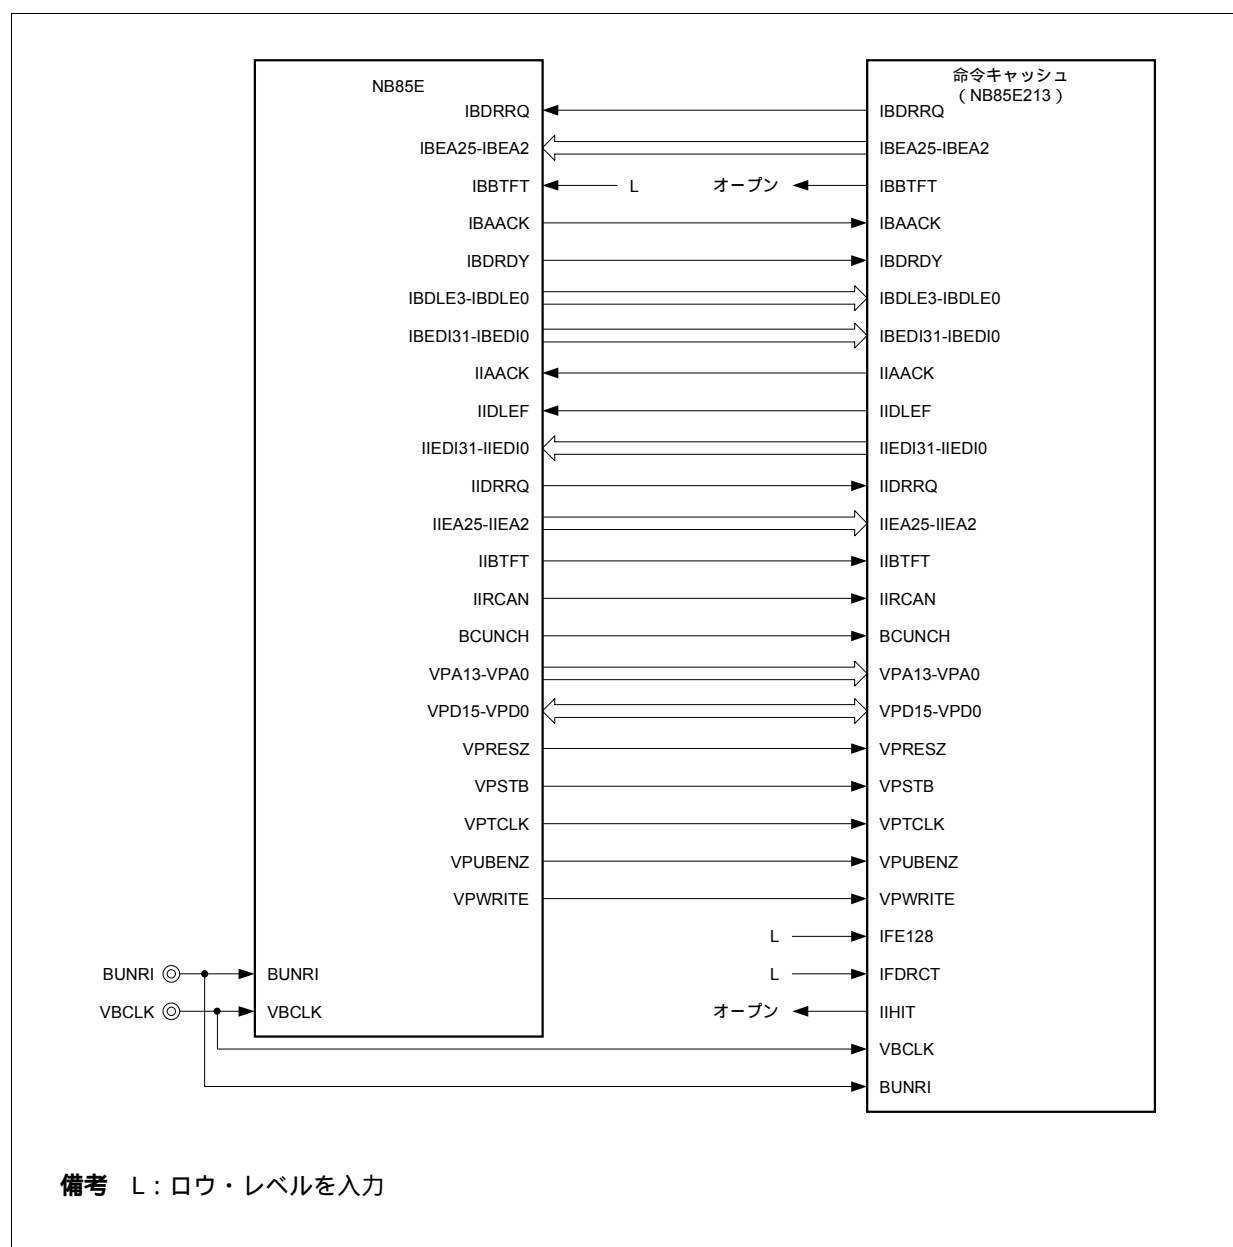 NB85E
命令キャッシュ
（NB85E213）
IBDRRQ IBDRRQ
IBEA25-IBEA2 IBEA25-IBEA2
IBBTFT L オープン IBBTFT
IBAACK IBAACK
IBDRDY IBDRDY
IBDLE3-IBDLE0 IBDLE3-IBDLE0
IBEDI31-IBEDI0 IBEDI31-IBEDI0
IIAACK IIAACK
IIDLEF IIDLEF
IIEDI31-IIEDI0 IIEDI31-IIEDI0
IIDRRQ IIDRRQ
IIEA25-IIEA2 IIEA25-IIEA2
IIBTFT IIBTFT
IIRCAN IIRCAN
BCUNCH BCUNCH
VPA13-VPA0 VPA13-VPA0
VPD15-VPD0 VPD15-VPD0
VPRESZ VPRESZ
VPSTB VPSTB
VPTCLK VPTCLK
VPUBENZ VPUBENZ
VPWRITE VPWRITE
L IFE128
BUNRI BUNRI L IFDRCT
VBCLK VBCLK オープン IIHIT
VBCLK
BUNRI
備考 L：ロウ・レベルを入力